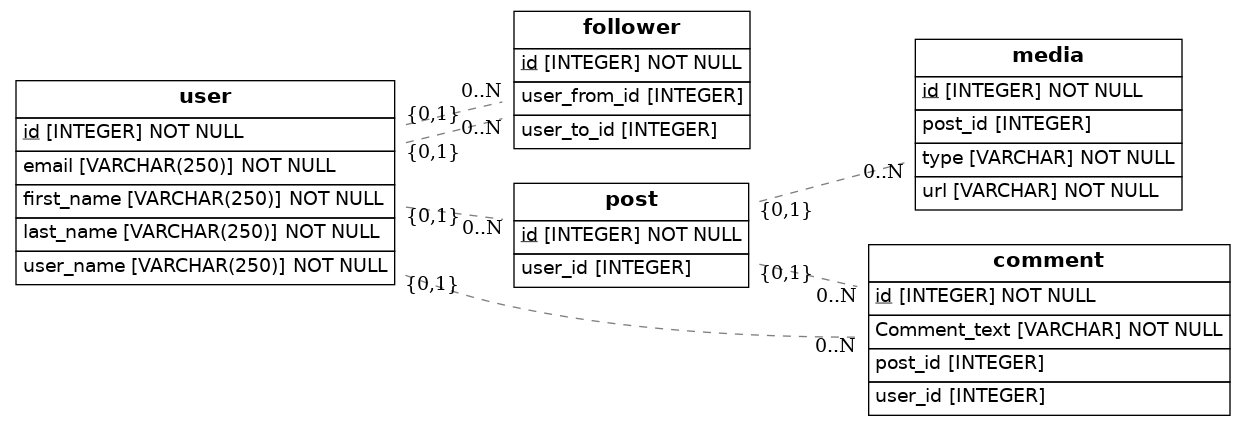 user
id [INTEGER] NOT NULL
email [VARCHAR(250)] NOT NULL
first_name [VARCHAR(250)] NOT NULL
last_name [VARCHAR(250)] NOT NULL
user_name [VARCHAR(250)] NOT NULL
follower
id [INTEGER] NOT NULL
user_from_id [INTEGER]
user_to_id [INTEGER]
0..N
{0,1}
0..N
{0,1}
post
id [INTEGER] NOT NULL
user_id [INTEGER]
{0,1}
0..N
media
id [INTEGER] NOT NULL
post_id [INTEGER]
type [VARCHAR] NOT NULL
url [VARCHAR] NOT NULL
0..N
{0,1}
comment
id [INTEGER] NOT NULL
Comment_text [VARCHAR] NOT NULL
post_id [INTEGER]
user_id [INTEGER]
{0,1}
0..N
{0,1}
0..N